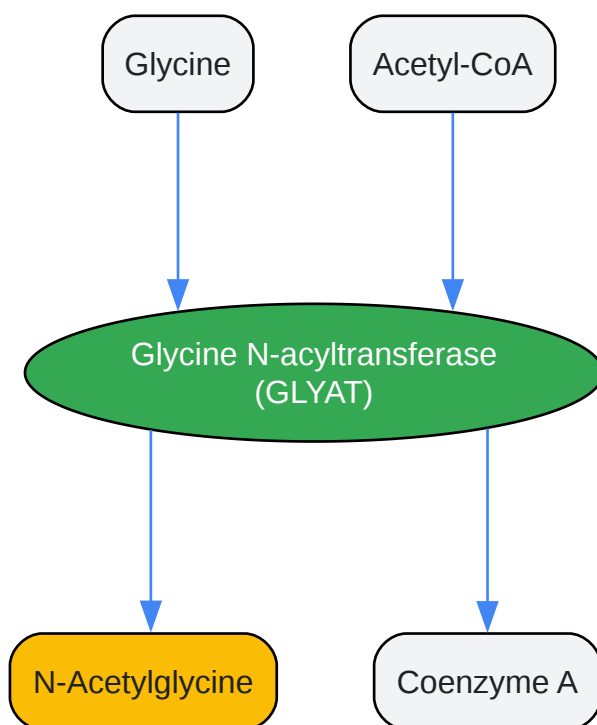 Glycine
Acetyl-CoA
Glycine N-acyltransferase
(GLYAT)
N-Acetylglycine
Coenzyme A